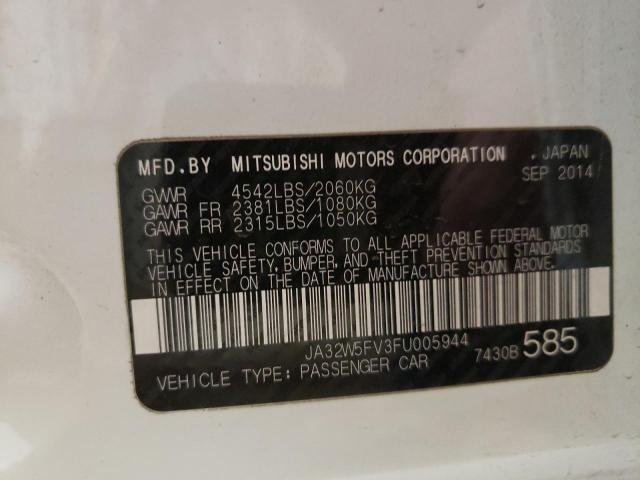 MFD.BY MITSUBISHI MOTORS CORPORATION . JAPAN
SEP 2014
GVWR 4542LBS/2060KG
GAWR FR 2381LBS/1080KG
GAWR RR 2315LBS/1050KG
THIS VEHICLE CONFORMS TO ALL APPLICABLE FEDERAL MOTOR
VEHICLE SAFETY, BUMPER, AND THEFT PREVENTION STANDARDS
IN EFFECT ON THE DATE OF MANUFACTURE SHOWN ABOVE.
JA32W5FV3FU005944
7430B 585
VEHICLE TYPE: PASSENGER CAR